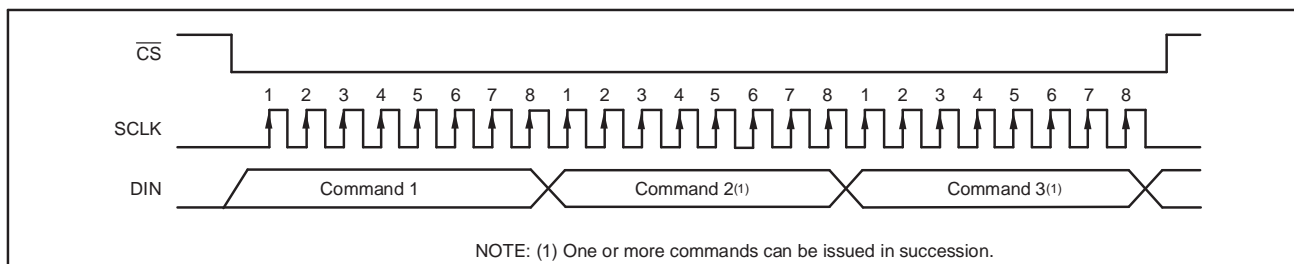 CS
1 2 3 4 5 6 7 8 1 2 3 4 5 6 7 8 1 2 3 4 5 6 7 8
SCLK
DIN Command 1 Command 2(1) Command 3(1)
NOTE: (1) One or more commands can be issued in succession.